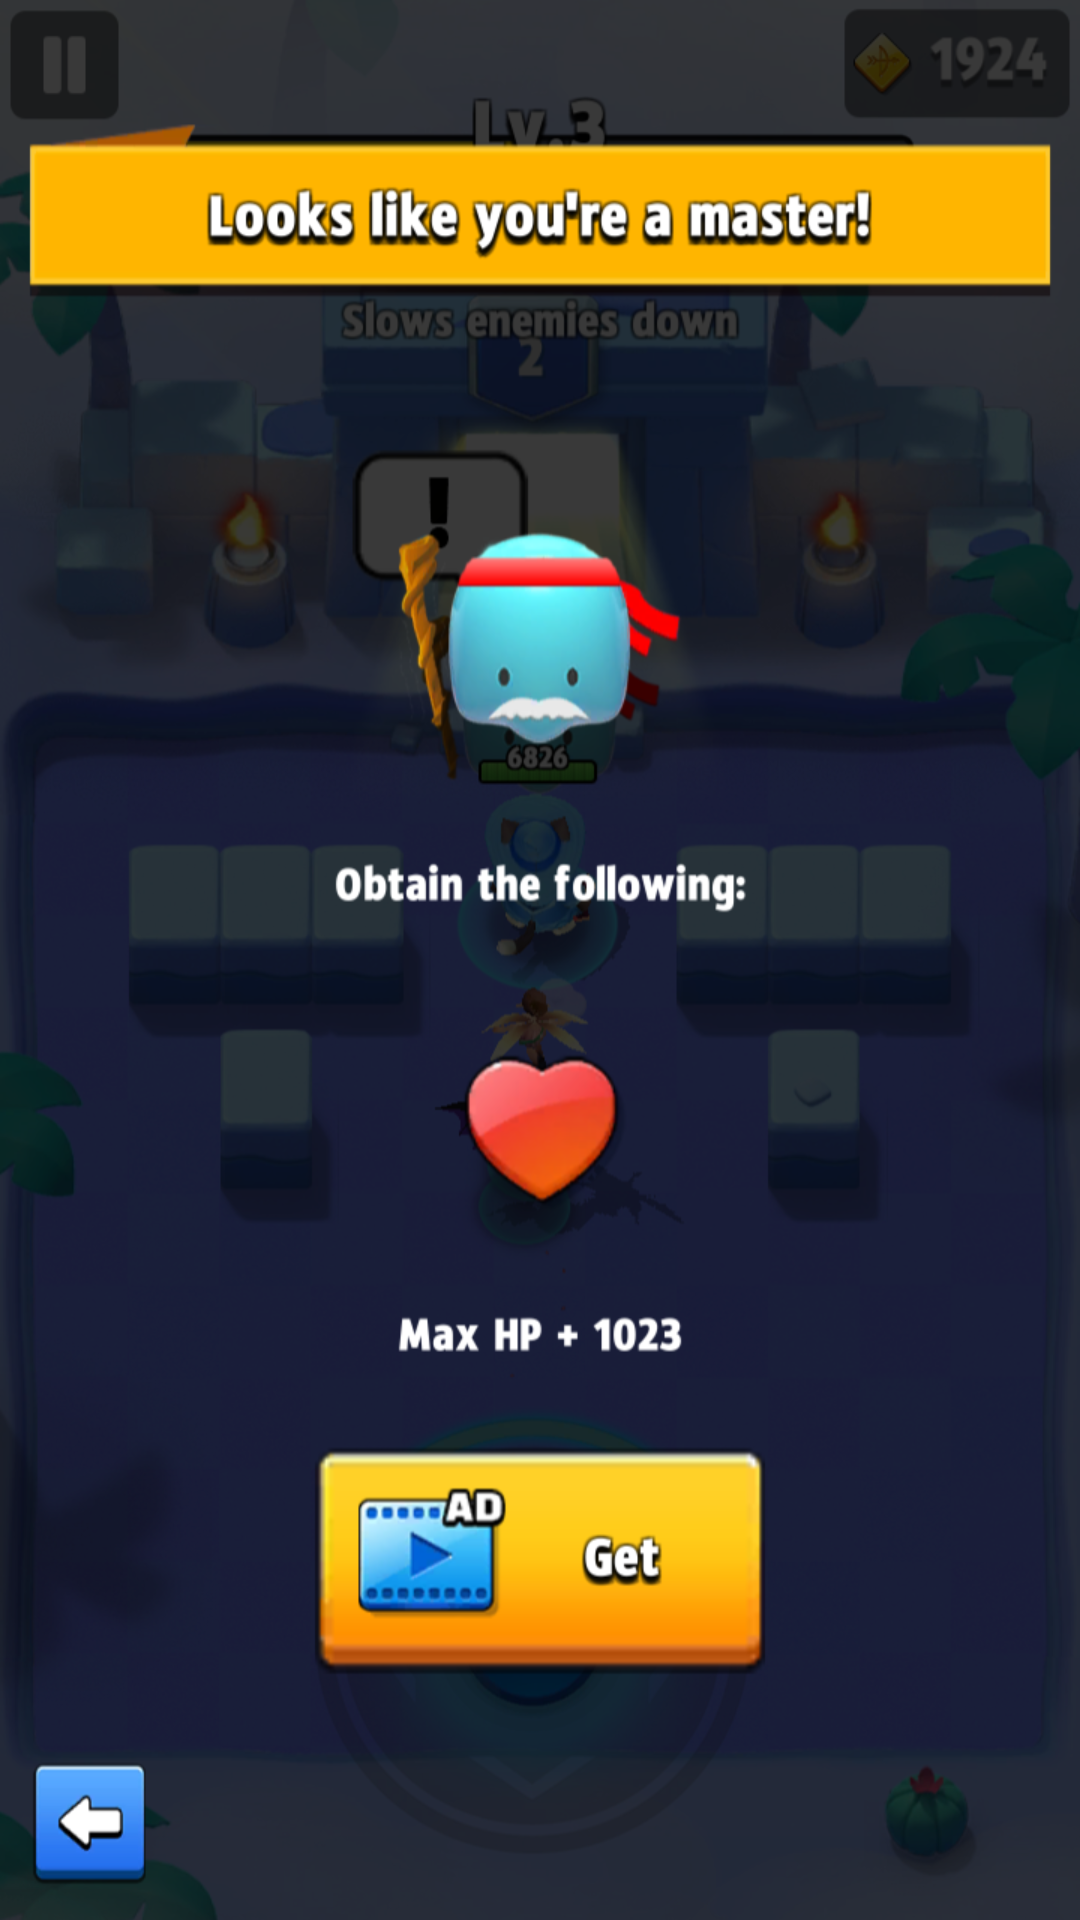 1924
Lv.3
Looks like you're a master!
Slows enemies down
2
!
6826
Obtain the following:
Max HP + 1023
AD
Get